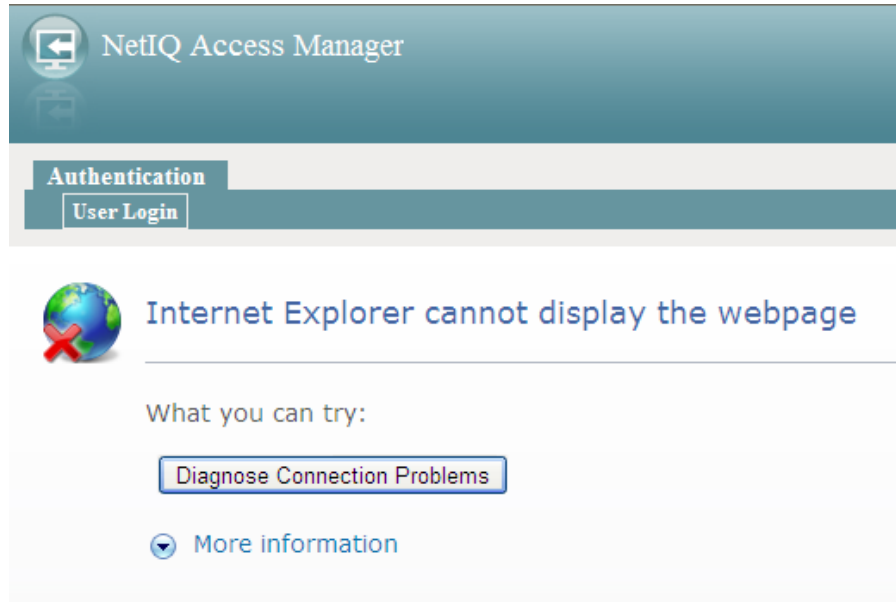 NetIQ Access Manager
Authentication
User Login
Internet Explorer cannot display the webpage
What you can try:
Diagnose Connection Problems
More information